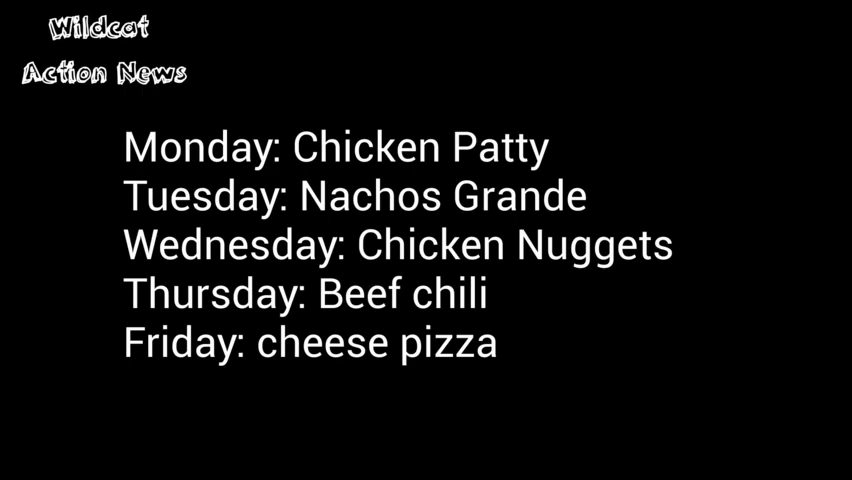 Wildcat
Action News
Monday: Chicken Patty
Tuesday: Nachos Grande
Wednesday: Chicken Nuggets
Thursday: Beef chili
Friday: cheese pizza